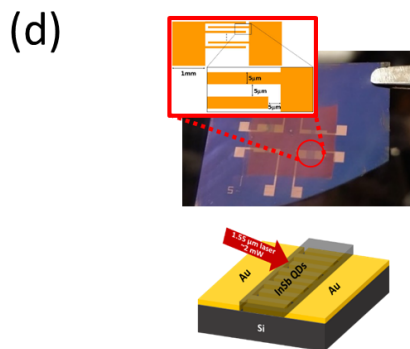 (d)
1mm
5μm
5μm
5μm
1.55 μm laser
~2 mW
Au
InSb QDs
Au
Si